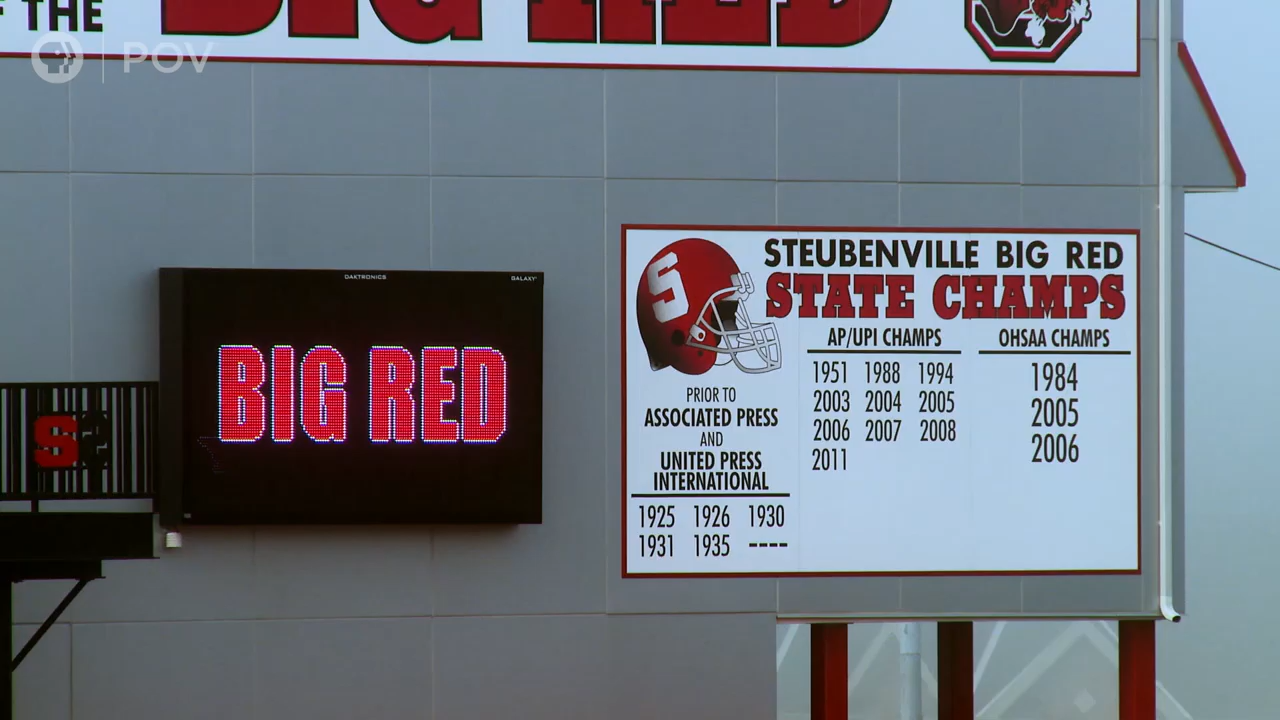 F THE BIG RED
PBS POV
DAKTRONICS GALAXY
BIG RED
S
STEUBENVILLE BIG RED
STATE CHAMPS
S
PRIOR TO
ASSOCIATED PRESS
AND
UNITED PRESS
INTERNATIONAL
1925 1926 1930
1931 1935 ----
AP/UPI CHAMPS
1951 1988 1994
2003 2004 2005
2006 2007 2008
2011
OHSAA CHAMPS
1984
2005
2006